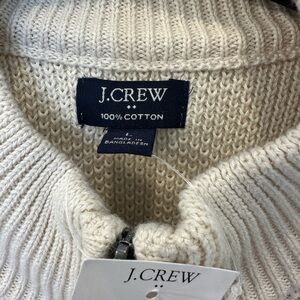 J.CREW
100% COTTON
L
MADE IN
BANGLADESH
J.CREW